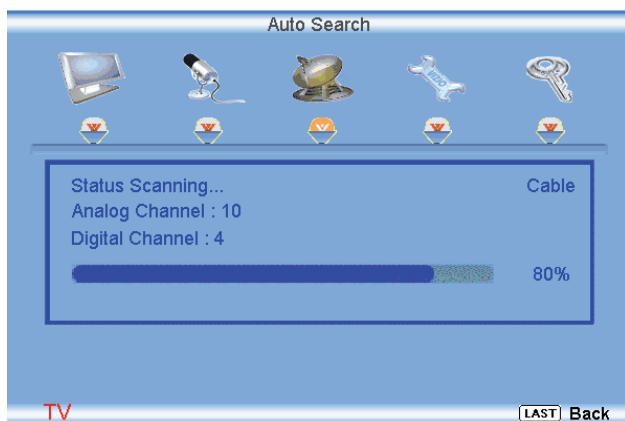 Auto Search
Status Scanning... Cable
Analog Channel : 10
Digital Channel : 4
80%
TV LAST Back